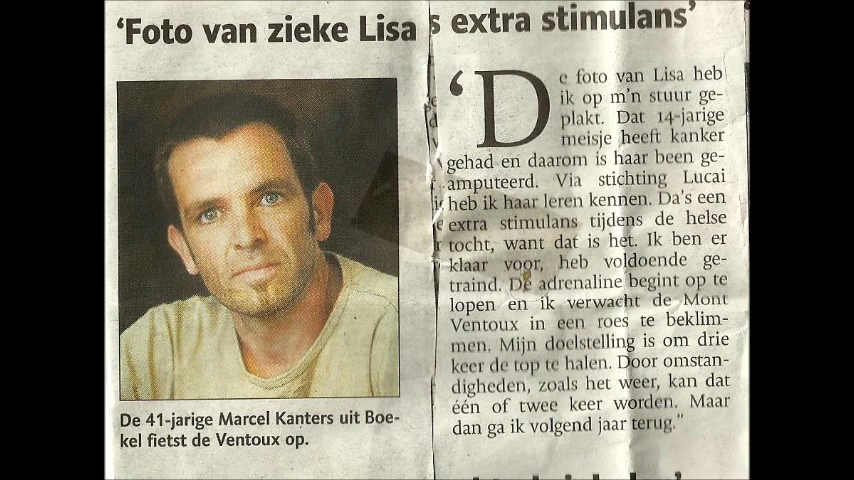 ‘Foto van zieke Lisa s extra stimulans’
‘De foto van Lisa heb
ik op m’n stuur ge-
plakt. Dat 14-jarige
meisje heeft kanker
gehad en daarom is haar been ge-
amputeerd. Via stichting Lucai
heb ik haar leren kennen. Da’s een
extra stimulans tijdens de helse
tocht, want dat is het. Ik ben er
klaar voor, heb voldoende ge-
traind. De adrenaline begint op te
lopen en ik verwacht de Mont
Ventoux in een roes te beklim-
men. Mijn doelstelling is om drie
keer de top te halen. Door omstan-
digheden, zoals het weer, kan dat
één of twee keer worden. Maar
dan ga ik volgend jaar terug."
De 41-jarige Marcel Kanters uit Boe-
kel fietst de Ventoux op.